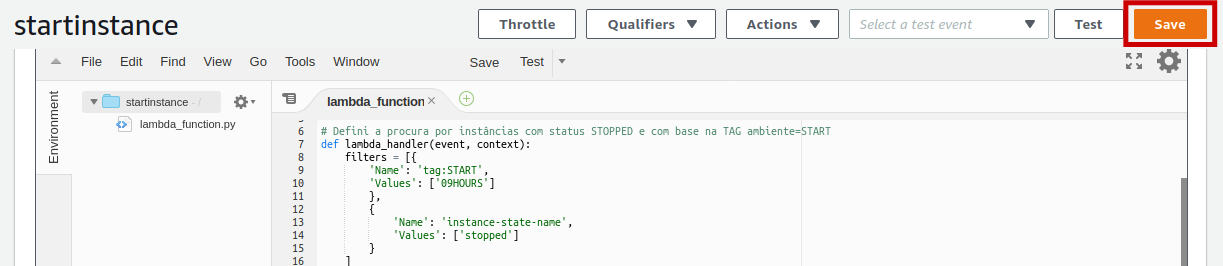 startinstance
Throttle Qualifiers Actions Select a test event Test Save
File Edit Find View Go Tools Window Save Test
Environment
startinstance - /
lambda_function.py
lambda_function
6 # Defini a procura por instâncias com status STOPPED e com base na TAG ambiente=START
7 def lambda_handler(event, context):
8 filters = [{
9 'Name': 'tag:START',
10 'Values': ['09HOURS']
11 },
12 {
13 'Name': 'instance-state-name',
14 'Values': ['stopped']
15 }
16 ]